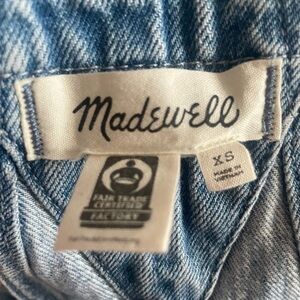 Madewell
XS
MADE IN
VIETNAM
FAIR TRADE
CERTIFIED
FACTORY